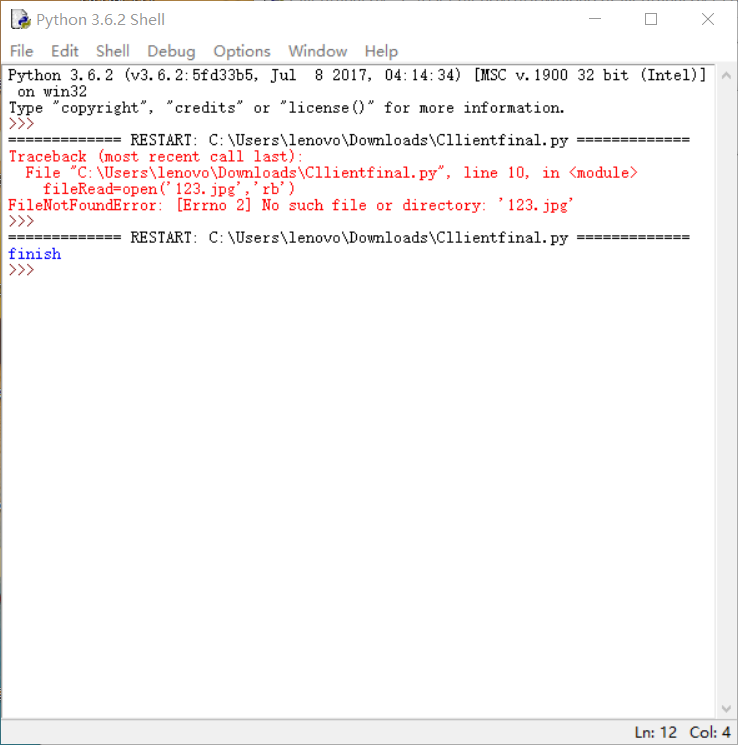 Python 3.6.2 Shell
File Edit Shell Debug Options Window Help
Python 3.6.2 (v3.6.2:5fd33b5, Jul  8 2017, 04:14:34) [MSC v.1900 32 bit (Intel)]
 on win32
Type "copyright", "credits" or "license()" for more information.
>>>
============= RESTART: C:\Users\lenovo\Downloads\Cllientfinal.py =============
Traceback (most recent call last):
  File "C:\Users\lenovo\Downloads\Cllientfinal.py", line 10, in <module>
    fileRead=open('123.jpg','rb')
FileNotFoundError: [Errno 2] No such file or directory: '123.jpg'
>>>
============= RESTART: C:\Users\lenovo\Downloads\Cllientfinal.py =============
finish
>>>
Ln: 12 Col: 4